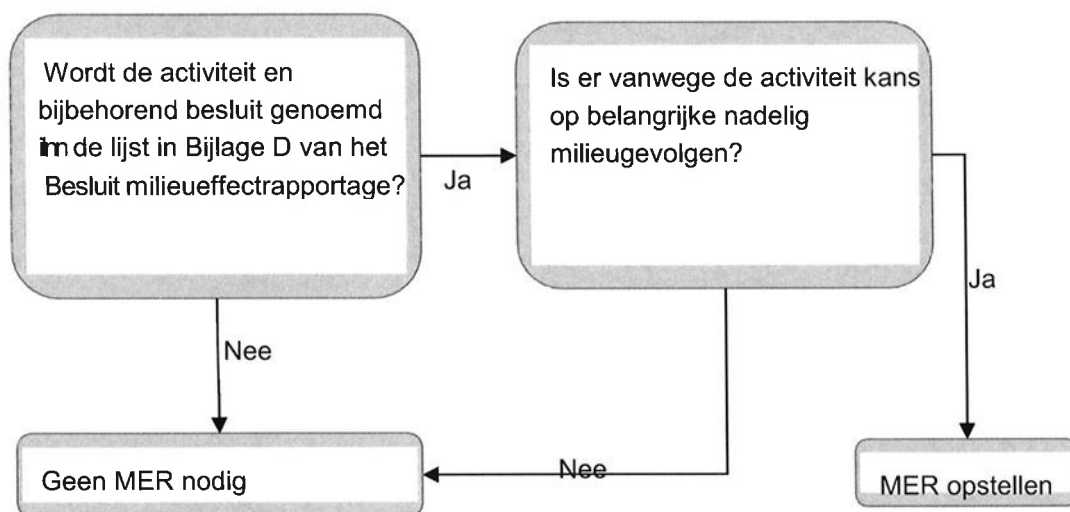 Wordt de activiteit en
bijbehorend besluit genoemd
in de lijst in Bijlage D van het
Besluit milieueffectrapportage?
Ja
Is er vanwege de activiteit kans
op belangrijke nadelig
milieugevolgen?
Ja
Nee
Geen MER nodig
Nee
MER opstellen